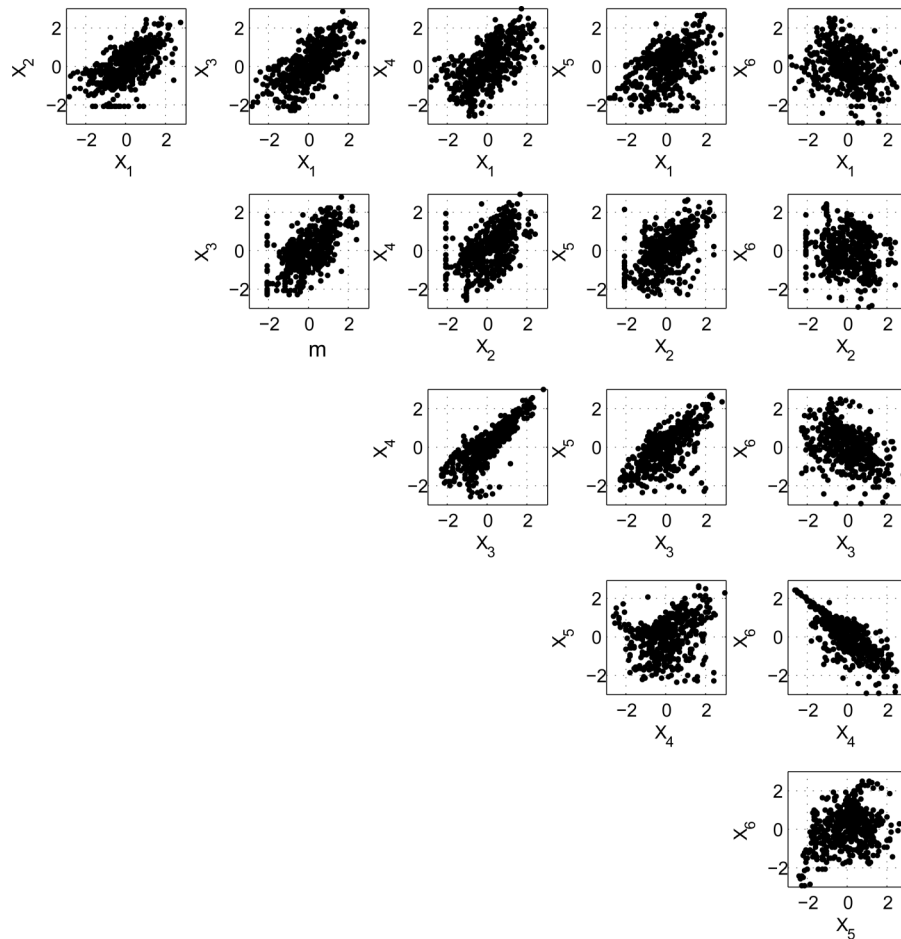 X2 2 0 −2 X3 2 0 −2 X4 2 0 −2 X5 2 0 −2 X6 2 0 −2
−2 0 2 −2 0 2 −2 0 2 −2 0 2 −2 0 2
X1 X1 X1 X1 X1
X3 2 0 −2 X4 2 0 −2 X5 2 0 −2 X6 2 0 −2
−2 0 2 −2 0 2 −2 0 2 −2 0 2
m X2 X2 X2
X4 2 0 −2 X5 2 0 −2 X6 2 0 −2
−2 0 2 −2 0 2 −2 0 2
X3 X3 X3
X5 2 0 −2 X6 2 0 −2
−2 0 2 −2 0 2
X4 X4
X6 2 0 −2
−2 0 2
X5